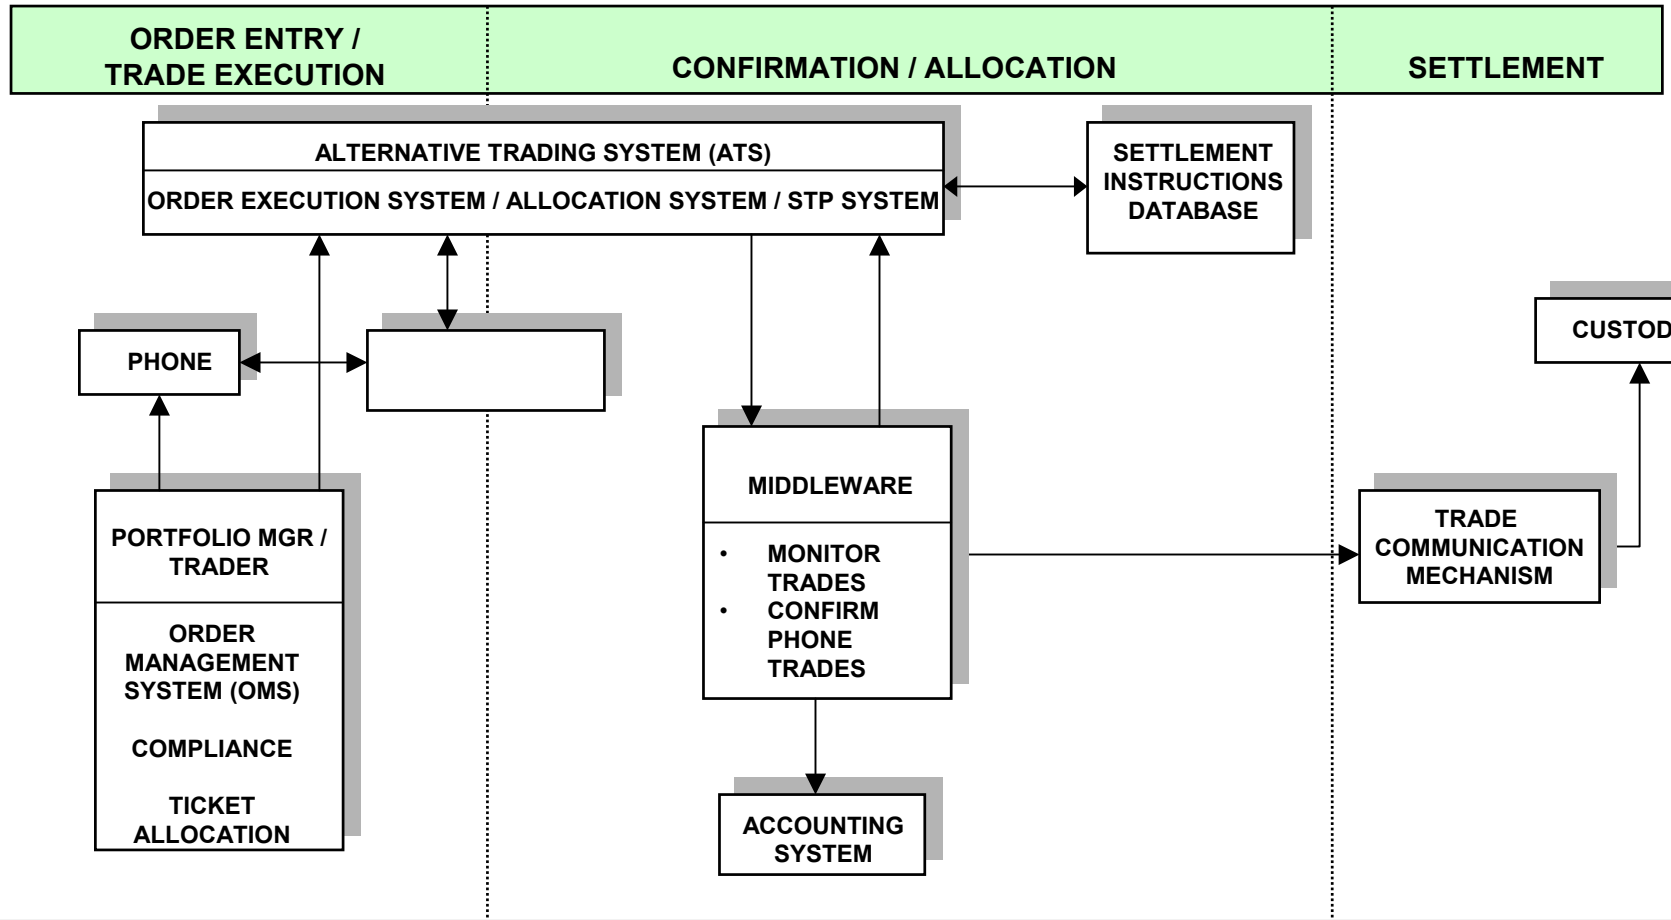 ORDER ENTRY /
TRADE EXECUTION
CONFIRMATION / ALLOCATION
SETTLEMENT
ALTERNATIVE TRADING SYSTEM (ATS)
ORDER EXECUTION SYSTEM / ALLOCATION SYSTEM / STP SYSTEM
SETTLEMENT
INSTRUCTIONS
DATABASE
PHONE
CUSTOD
PORTFOLIO MGR /
TRADER
ORDER
MANAGEMENT
SYSTEM (OMS)
COMPLIANCE
TICKET
ALLOCATION
MIDDLEWARE
• MONITOR
TRADES
• CONFIRM
PHONE
TRADES
TRADE
COMMUNICATION
MECHANISM
ACCOUNTING
SYSTEM